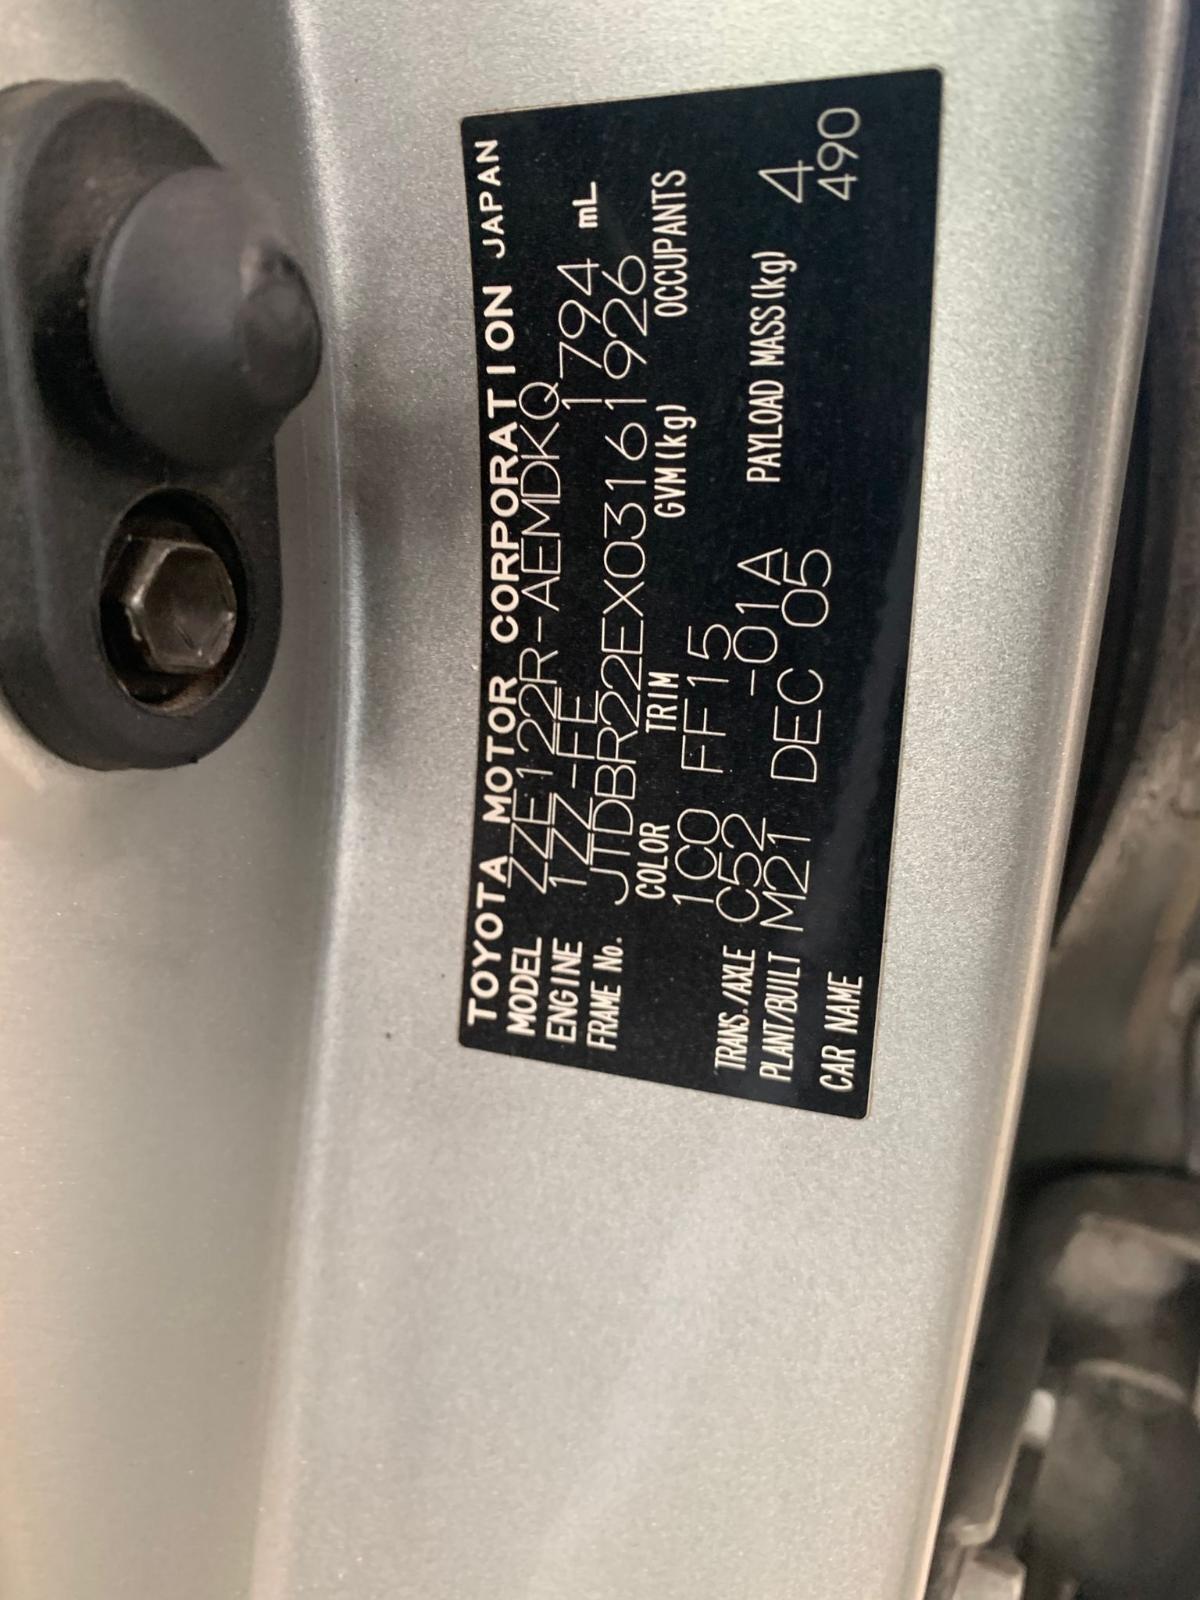 TOYOTA MOTOR CORPORATION JAPAN
MODEL ZZE122R-AEMDKQ
ENGINE 1ZZ-FE 1794 mL
FRAME No. JTDBR22EX03161926
COLOR TRIM GVM(kg) OCCUPANTS
1C0 FF15 4
TRANS./AXLE C52 -01A PAYLOAD MASS(kg) 490
PLANT/BUILT M21 DEC 05
CAR NAME